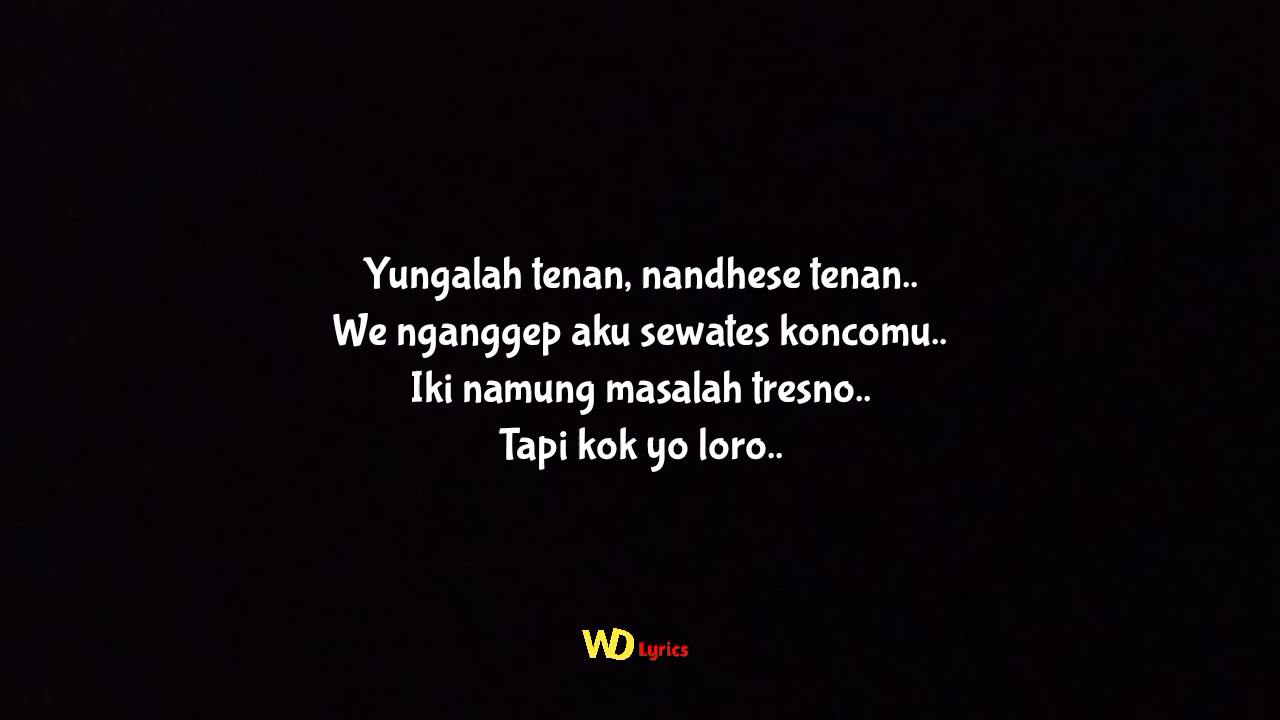 Yungalah tenan, nandhese tenan..
We nganggep aku sewates koncomu..
Iki namung masalah tresno..
Tapi kok yo loro..
WD Lyrics